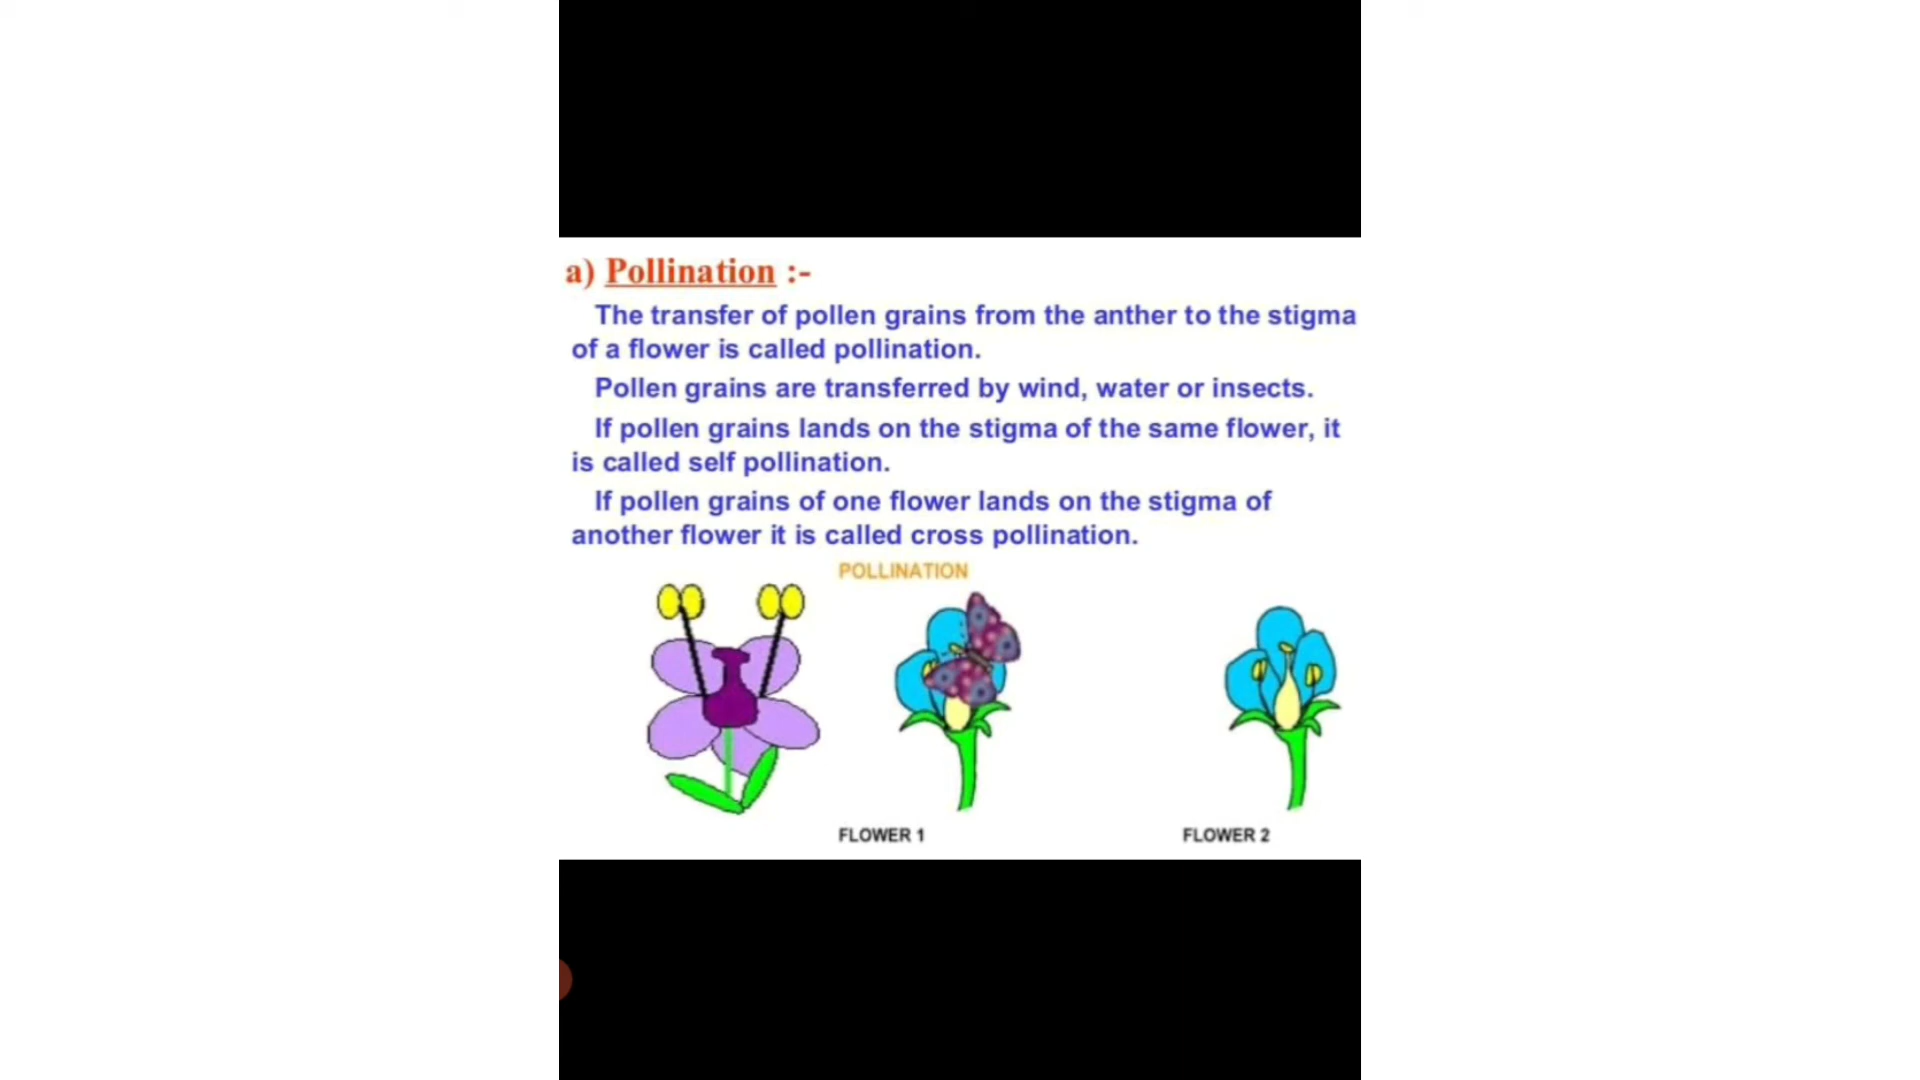 a) Pollination :-
The transfer of pollen grains from the anther to the stigma
of a flower is called pollination.
Pollen grains are transferred by wind, water or insects.
If pollen grains lands on the stigma of the same flower, it
is called self pollination.
If pollen grains of one flower lands on the stigma of
another flower it is called cross pollination.
POLLINATION
FLOWER 1
FLOWER 2